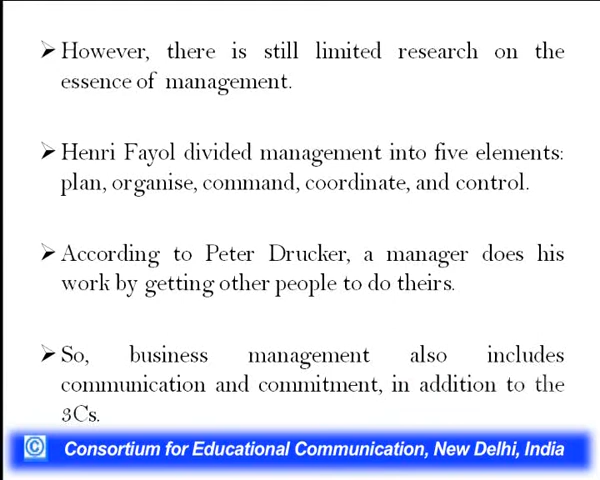 ➢ However, there is still limited research on the
essence of management.
➢ Henri Fayol divided management into five elements:
plan, organise, command, coordinate, and control.
➢ According to Peter Drucker, a manager does his
work by getting other people to do theirs.
➢ So, business management also includes
communication and commitment, in addition to the
3Cs.
© Consortium for Educational Communication, New Delhi, India